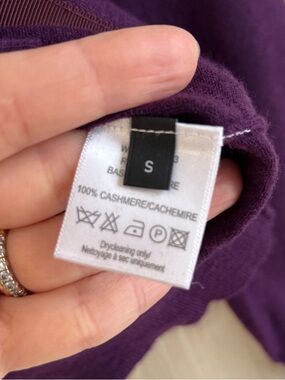 S
100% CASHMERE/CACHEMIRE
P
Drycleaning only/
Nettoyage à sec uniquement